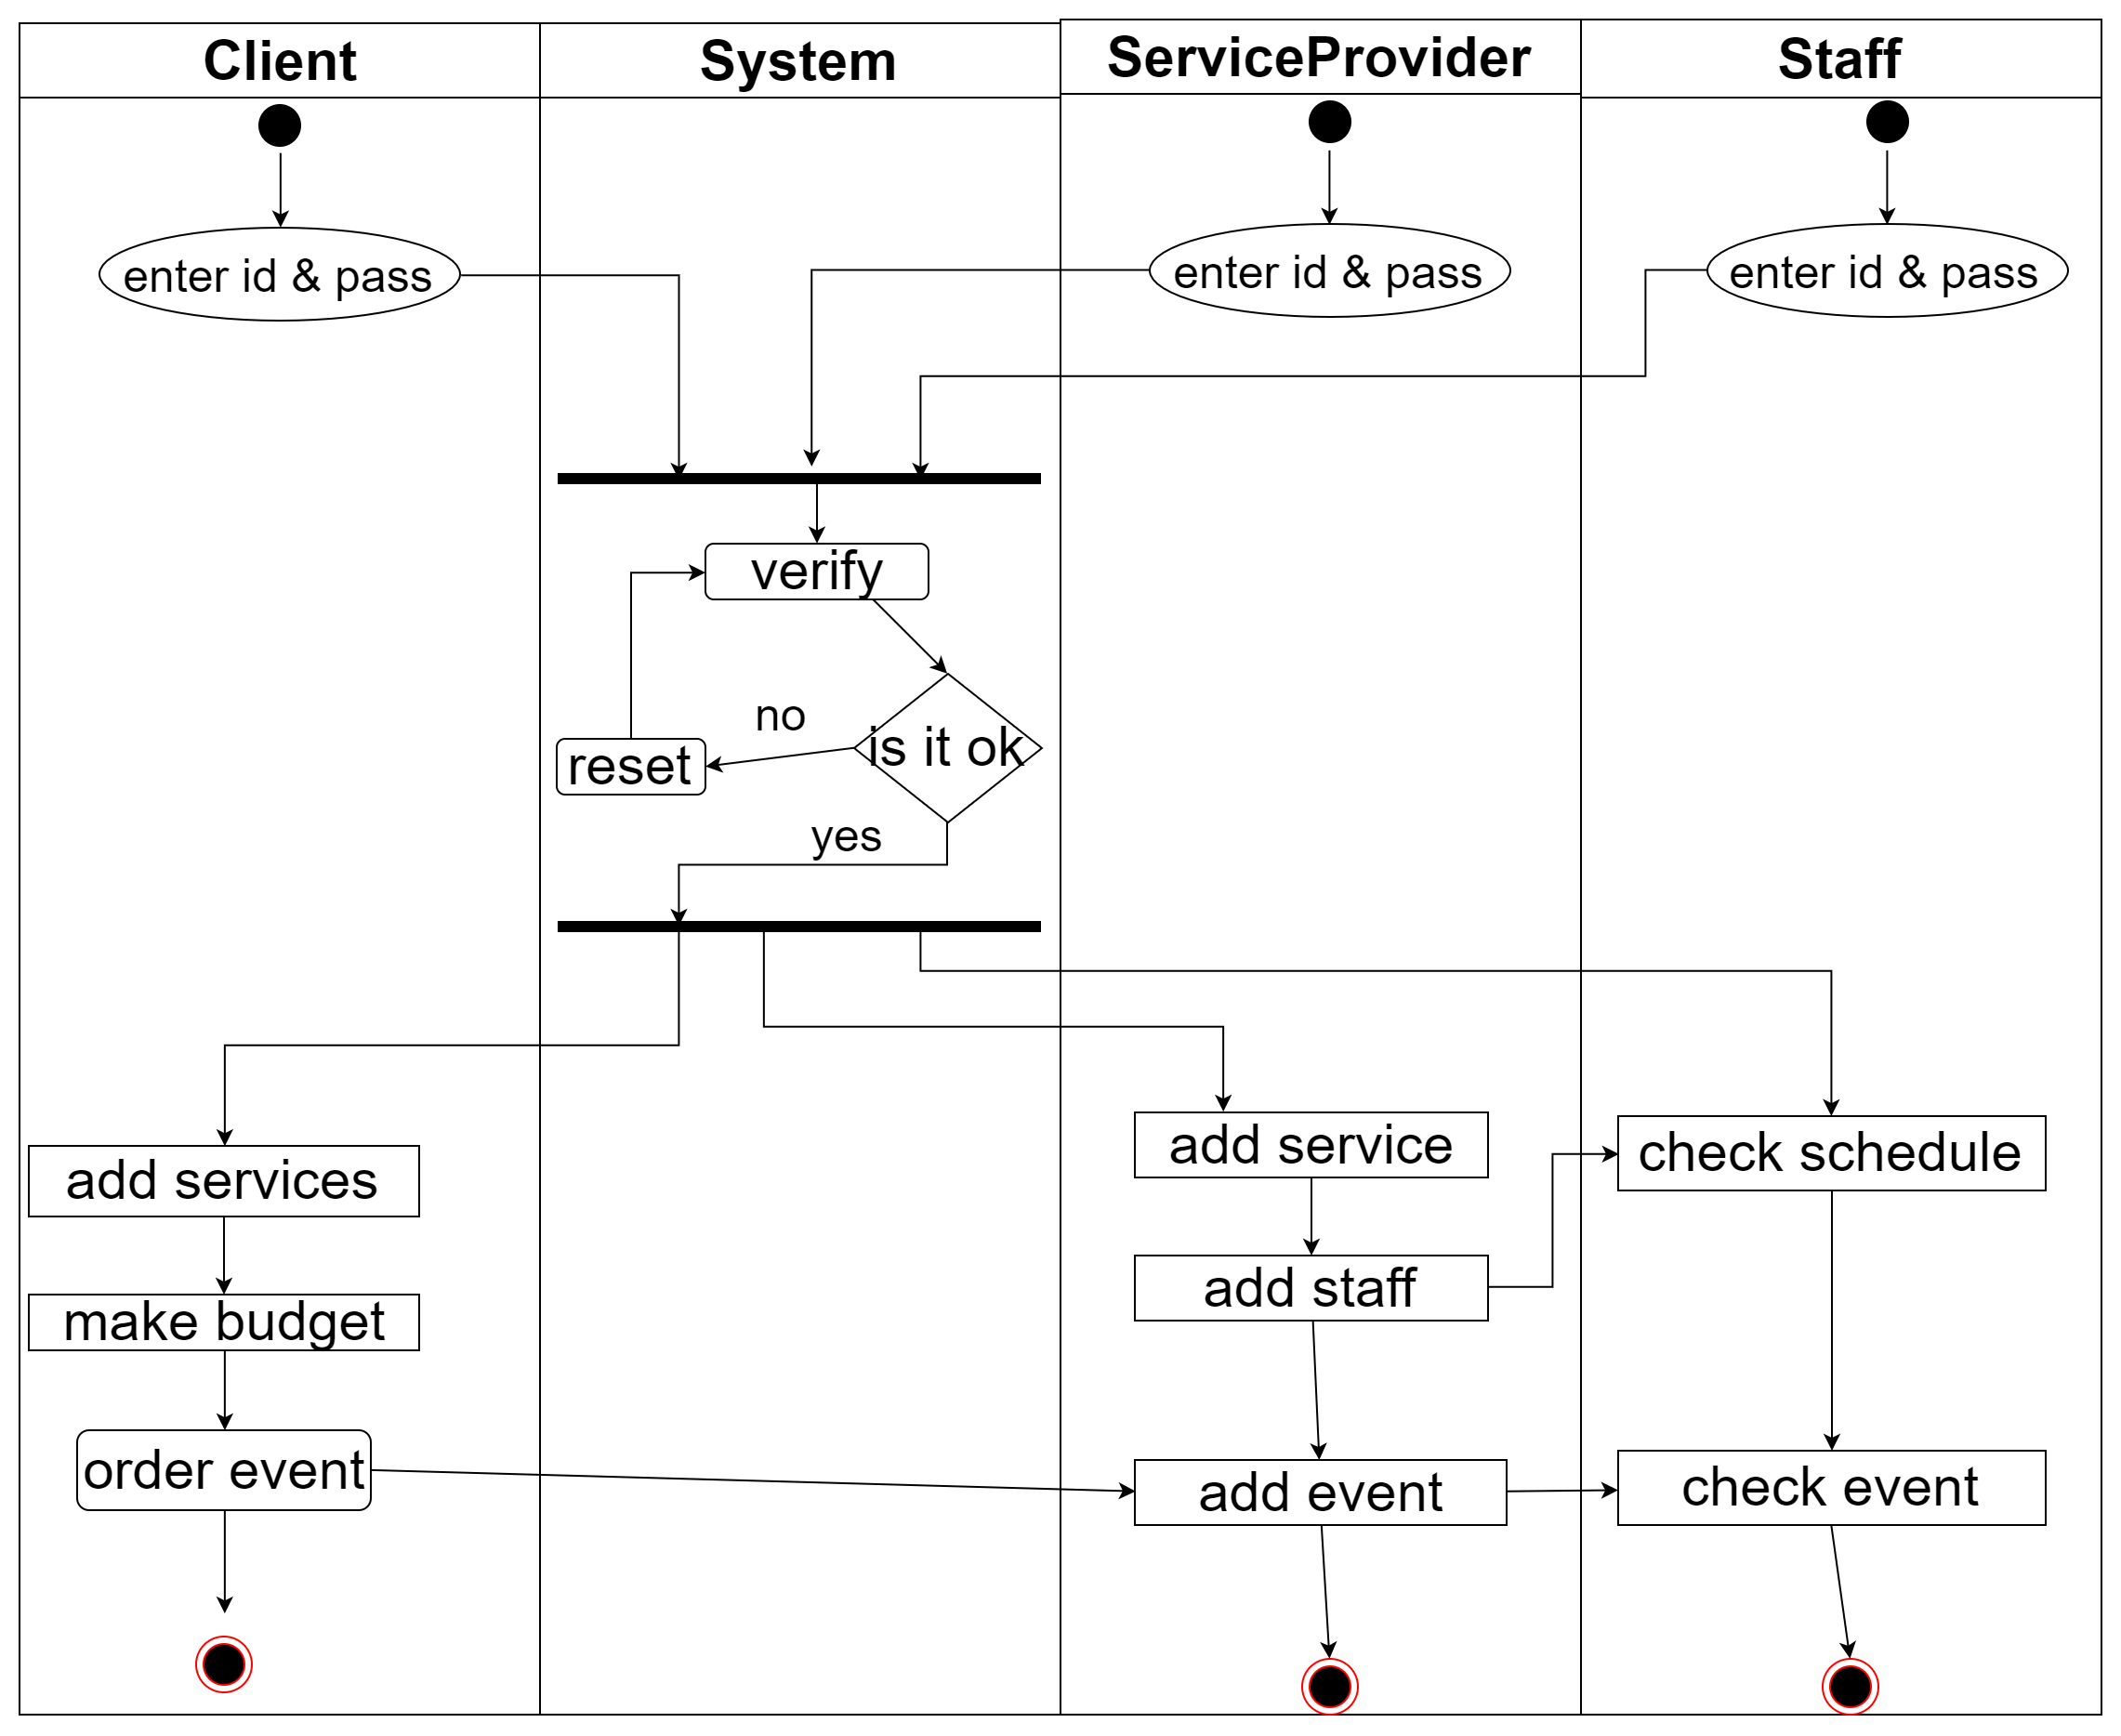 Client
System
ServiceProvider
Staff
enter id & pass
enter id & pass
enter id & pass
verify
no
is it ok
reset
yes
add service
check schedule
add services
add staff
make budget
order event
add event
check event